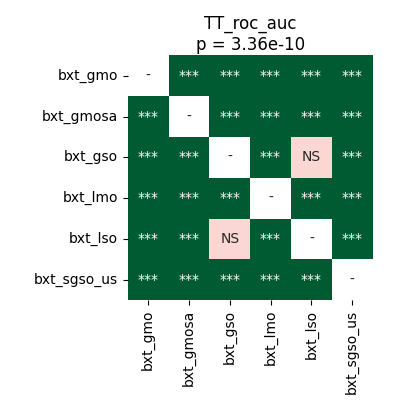 TT_roc_auc
p = 3.36e-10
bxt_gmo - *** *** *** *** ***
bxt_gmosa *** - *** *** *** ***
bxt_gso *** *** - *** NS ***
bxt_lmo *** *** *** - *** ***
bxt_lso *** *** NS *** - ***
bxt_sgso_us *** *** *** *** *** -
bxt_gmo
bxt_gmosa
bxt_gso
bxt_lmo
bxt_lso
bxt_sgso_us